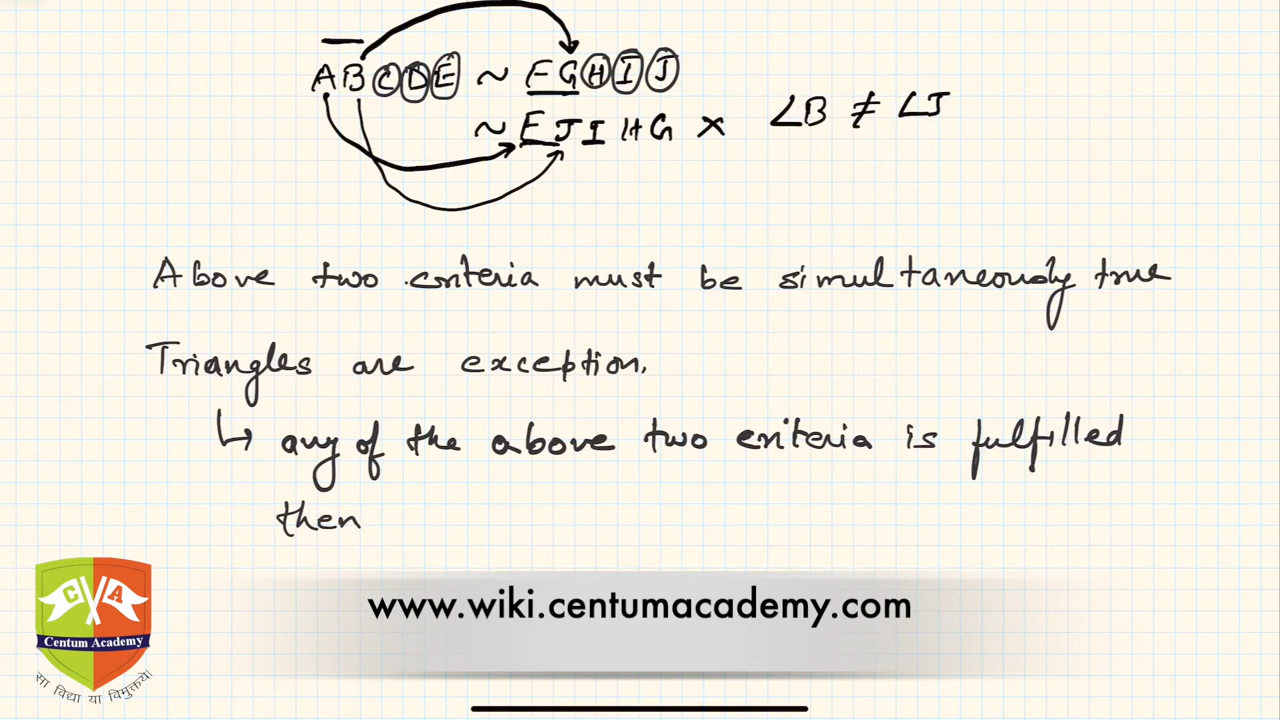 ABCDE ~ FGHIJ
~ FJIHG × ∠B ≠ ∠J
Above two criteria must be simultaneously true
Triangles are exception.
↳ any of the above two criteria is fulfilled
then
www.wiki.centumacademy.com
C A
Centum Academy
सा विद्या या विमुक्तये।